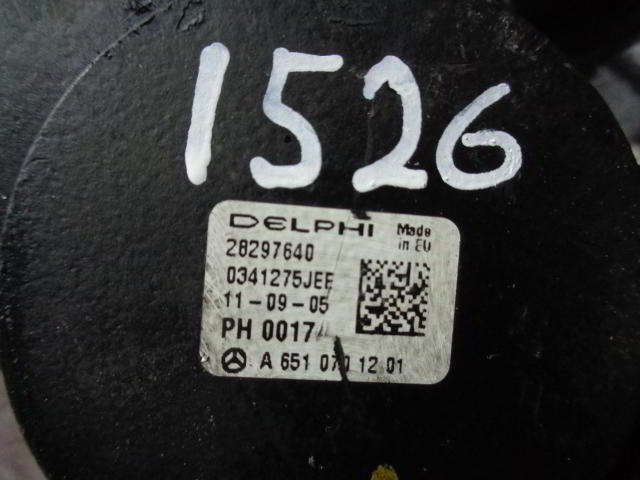 1526
DELPHI
Made
in EU
28297640
0341275JEE
11-09-05
PH 0017
A 651 070 12 01